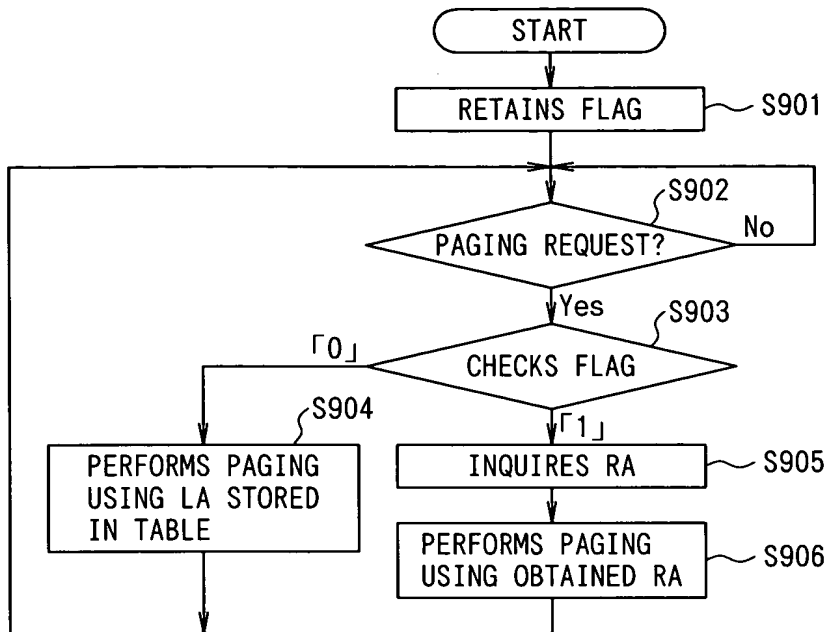 START
RETAINS FLAG
S901
S902
PAGING REQUEST?
No
Yes
S903
「0」
CHECKS FLAG
S904
「1」
PERFORMS PAGING
USING LA STORED
IN TABLE
INQUIRES RA
S905
PERFORMS PAGING
USING OBTAINED RA
S906